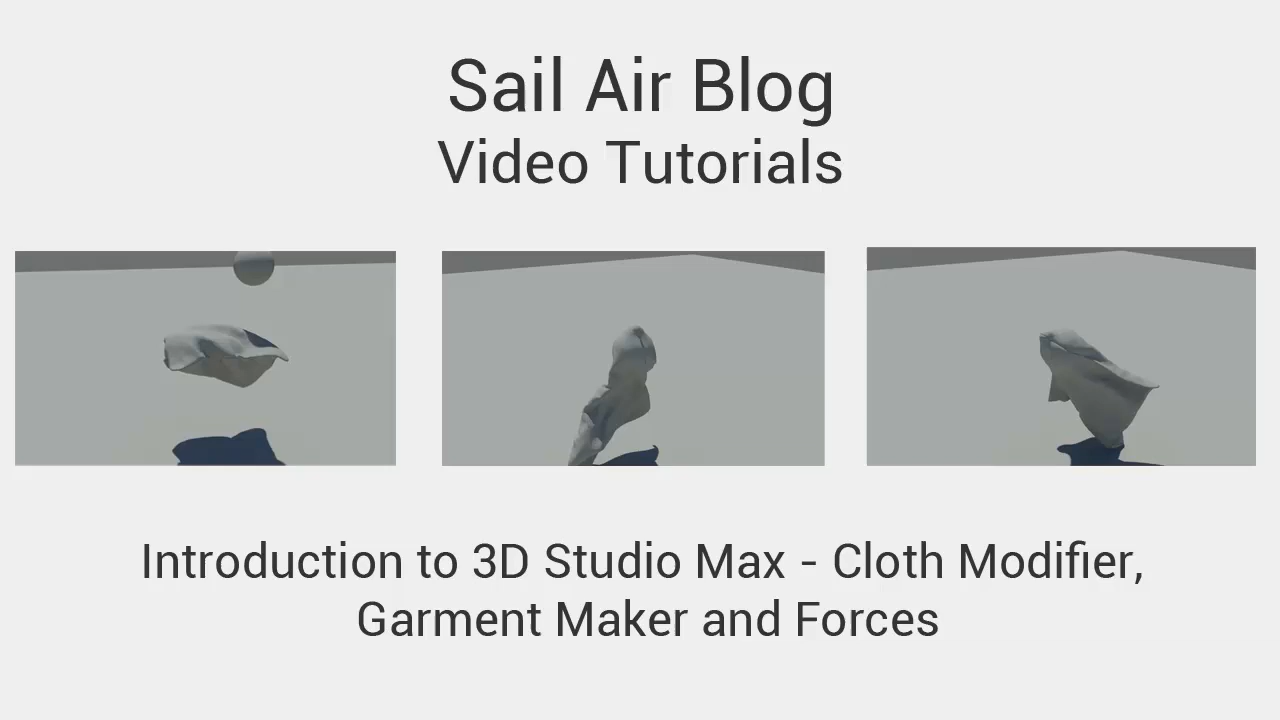 Sail Air Blog
Video Tutorials
Introduction to 3D Studio Max - Cloth Modifier,
Garment Maker and Forces